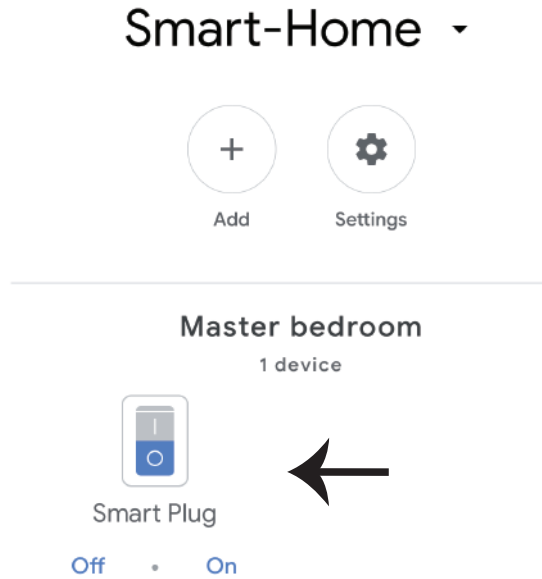 Smart-Home
Add Settings
Master bedroom
1 device
Smart Plug
Off • On